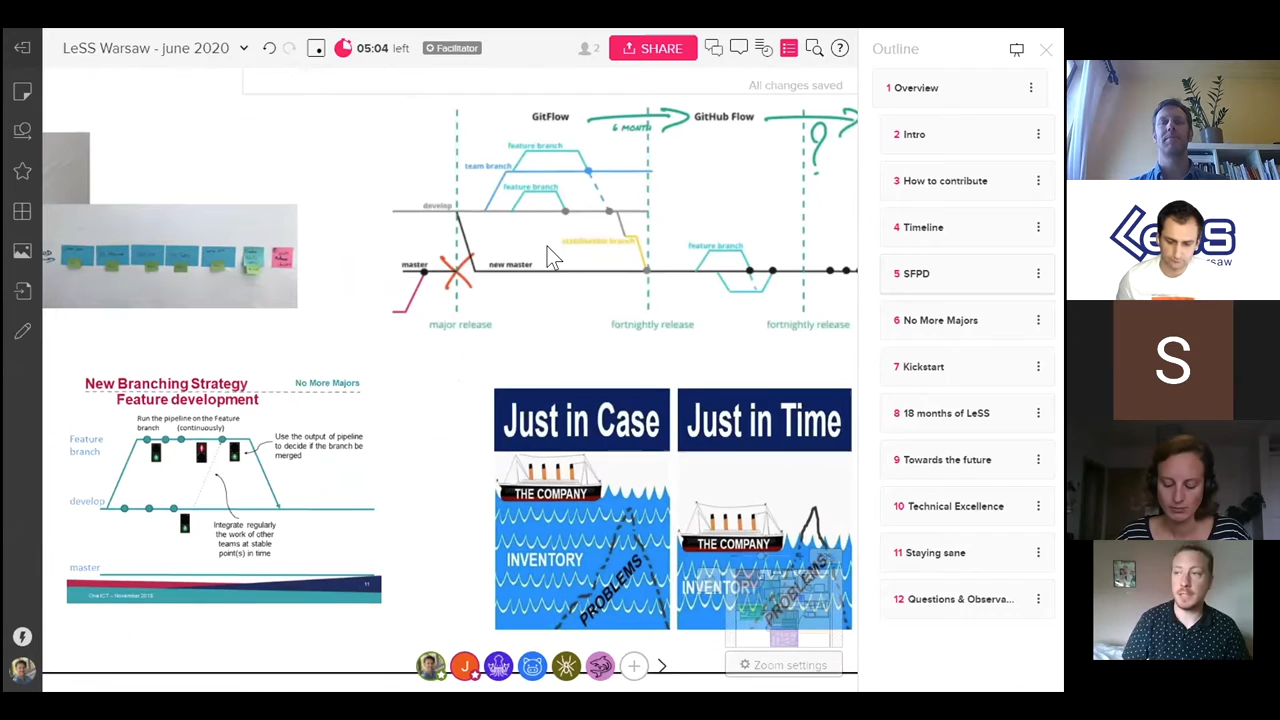 LeSS Warsaw - june 2020
05:04 left
Facilitator
2
SHARE
?
Outline
All changes saved
1 Overview
2 Intro
3 How to contribute
4 Timeline
5 SFPD
6 No More Majors
7 Kickstart
8 18 months of LeSS
9 Towards the future
10 Technical Excellence
11 Staying sane
12 Questions & Observa...
GitFlow
6 MONTH
GitHub Flow
?
feature branch
team branch
feature branch
develop
feature branch
master
new master
major release
fortnightly release
fortnightly release
New Branching Strategy
Feature development
No More Majors
Run the pipeline on the Feature
branch (continuously)
Feature
branch
Use the output of pipeline
to decide if the branch be
merged
develop
Integrate regularly
the work of other
teams at stable
point(s) in time
master
One ICT – November 2018
11
Just in Case
THE COMPANY
INVENTORY
PROBLEMS
Just in Time
THE COMPANY
INVENTORY
PROBLEMS
J
Zoom settings
LeSS
S